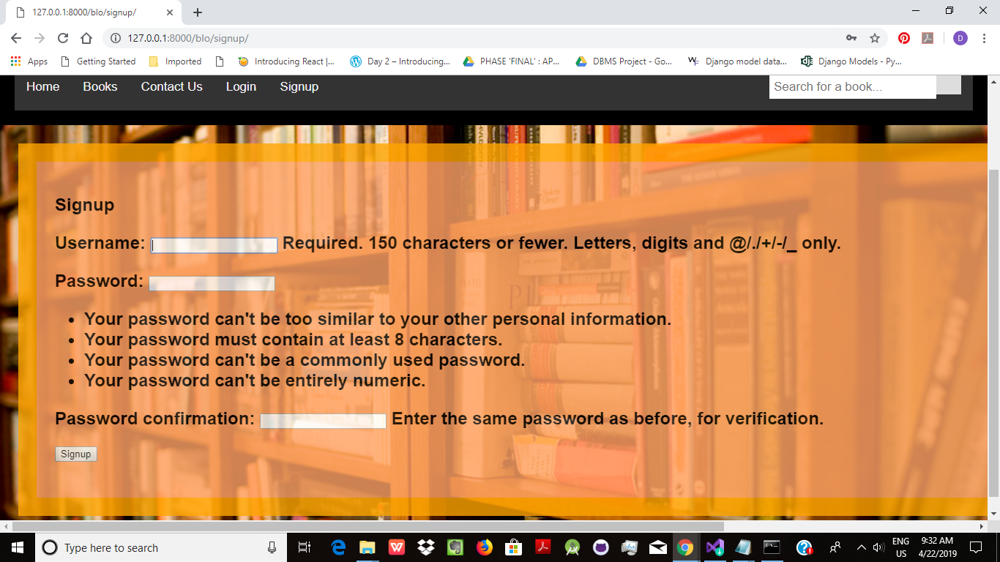 127.0.0.1:8000/blo/signup/
127.0.0.1:8000/blo/signup/
D
Apps Getting Started Imported Introducing React |... Day 2 – Introducing... PHASE 'FINAL' : AP... DBMS Project - Go... Django model data... Django Models - Py...
Home Books Contact Us Login Signup Search for a book...
Signup
Username: Required. 150 characters or fewer. Letters, digits and @/./+/-/_ only.
Password:
Your password can't be too similar to your other personal information.
Your password must contain at least 8 characters.
Your password can't be a commonly used password.
Your password can't be entirely numeric.
Password confirmation: Enter the same password as before, for verification.
Signup
Type here to search
ENG
US
9:32 AM
4/22/2019